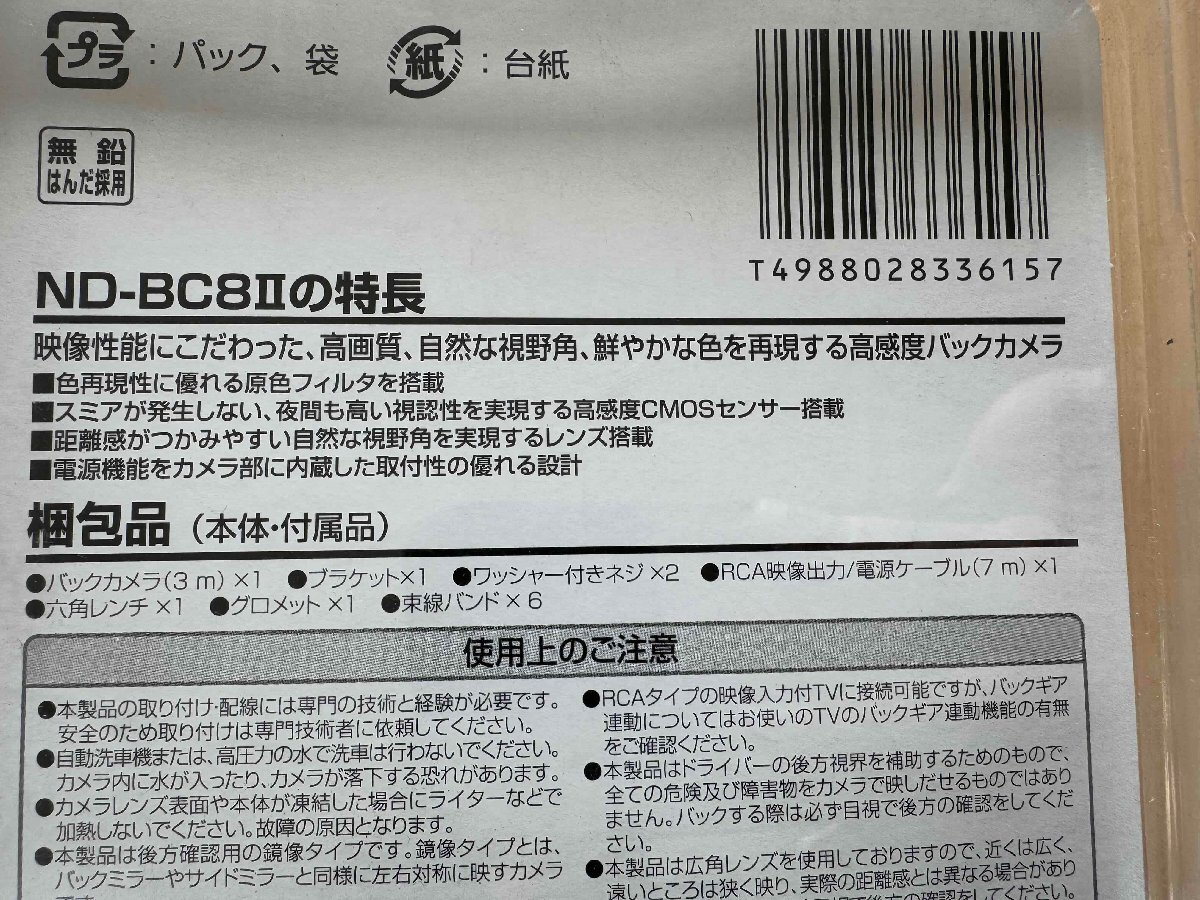 プラ : パック、袋
紙 : 台紙
無鉛
はんだ採用
T4988028336157
ND-BC8Ⅱの特長
映像性能にこだわった、高画質、自然な視野角、鮮やかな色を再現する高感度バックカメラ
■色再現性に優れる原色フィルタを搭載
■スミアが発生しない、夜間も高い視認性を実現する高感度CMOSセンサー搭載
■距離感がつかみやすい自然な視野角を実現するレンズ搭載
■電源機能をカメラ部に内蔵した取付性の優れる設計
梱包品(本体・付属品)
●バックカメラ(3 m)×1 ●ブラケット×1 ●ワッシャー付きネジ×2 ●RCA映像出力/電源ケーブル(7 m)×1
●六角レンチ×1 ●グロメット×1 ●束線バンド×6
使用上のご注意
●本製品の取り付け・配線には専門の技術と経験が必要です。
安全のため取り付けは専門技術者に依頼してください。
●自動洗車機または、高圧力の水で洗車は行わないでください。
カメラ内に水が入ったり、カメラが落下する恐れがあります。
●カメラレンズ表面や本体が凍結した場合にライターなどで
加熱しないでください。故障の原因となります。
●本製品は後方確認用の鏡像タイプです。鏡像タイプとは、
バックミラーやサイドミラーと同様に左右対称に映すカメラ
です。
●RCAタイプの映像入力付TVに接続可能ですが、バックギア
連動についてはお使いのTVのバックギア連動機能の有無
をご確認ください。
●本製品はドライバーの後方視界を補助するためのもので、
全ての危険及び障害物をカメラで映しだせるものではあり
ません。バックする際は必ず目視で後方の確認をしてくだ
さい。
●本製品は広角レンズを使用しておりますので、近くは広く、
遠いところは狭く映り、実際の距離感とは異なる場合があり
後方の確認をしてください。